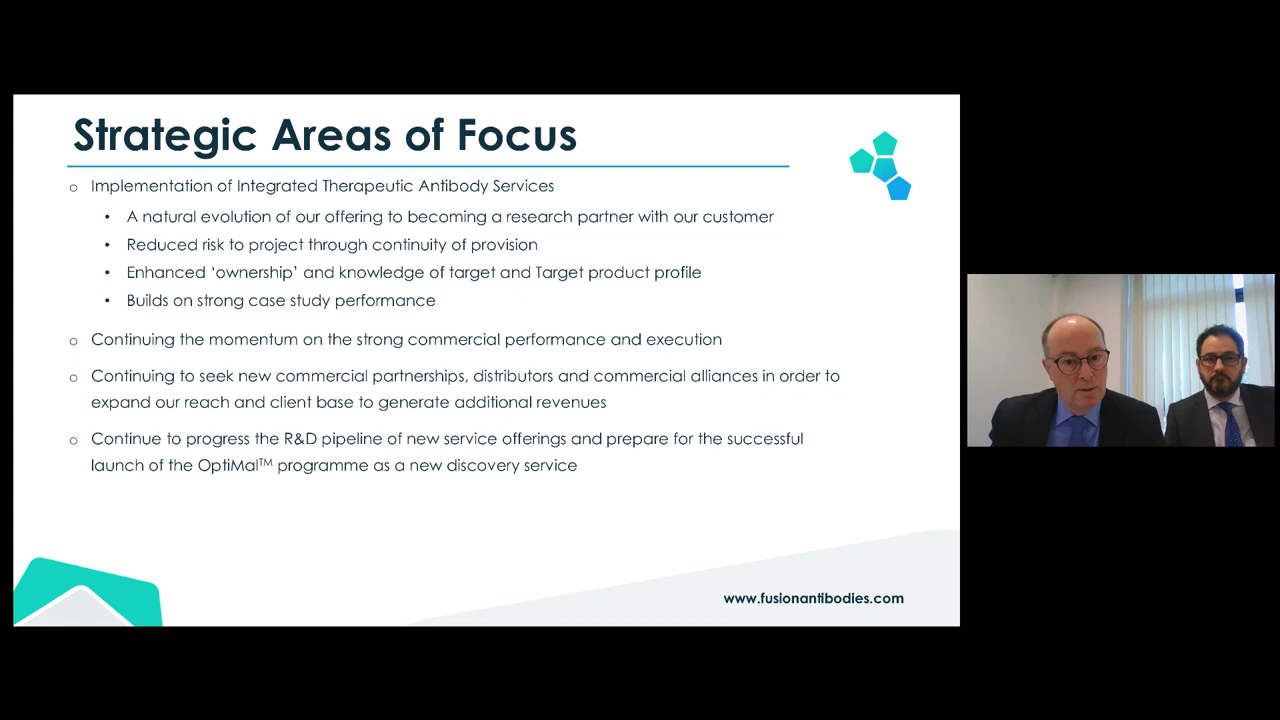 Strategic Areas of Focus
o Implementation of Integrated Therapeutic Antibody Services
• A natural evolution of our offering to becoming a research partner with our customer
• Reduced risk to project through continuity of provision
• Enhanced ‘ownership’ and knowledge of target and Target product profile
• Builds on strong case study performance
o Continuing the momentum on the strong commercial performance and execution
o Continuing to seek new commercial partnerships, distributors and commercial alliances in order to
expand our reach and client base to generate additional revenues
o Continue to progress the R&D pipeline of new service offerings and prepare for the successful
launch of the OptiMal™ programme as a new discovery service
www.fusionantibodies.com